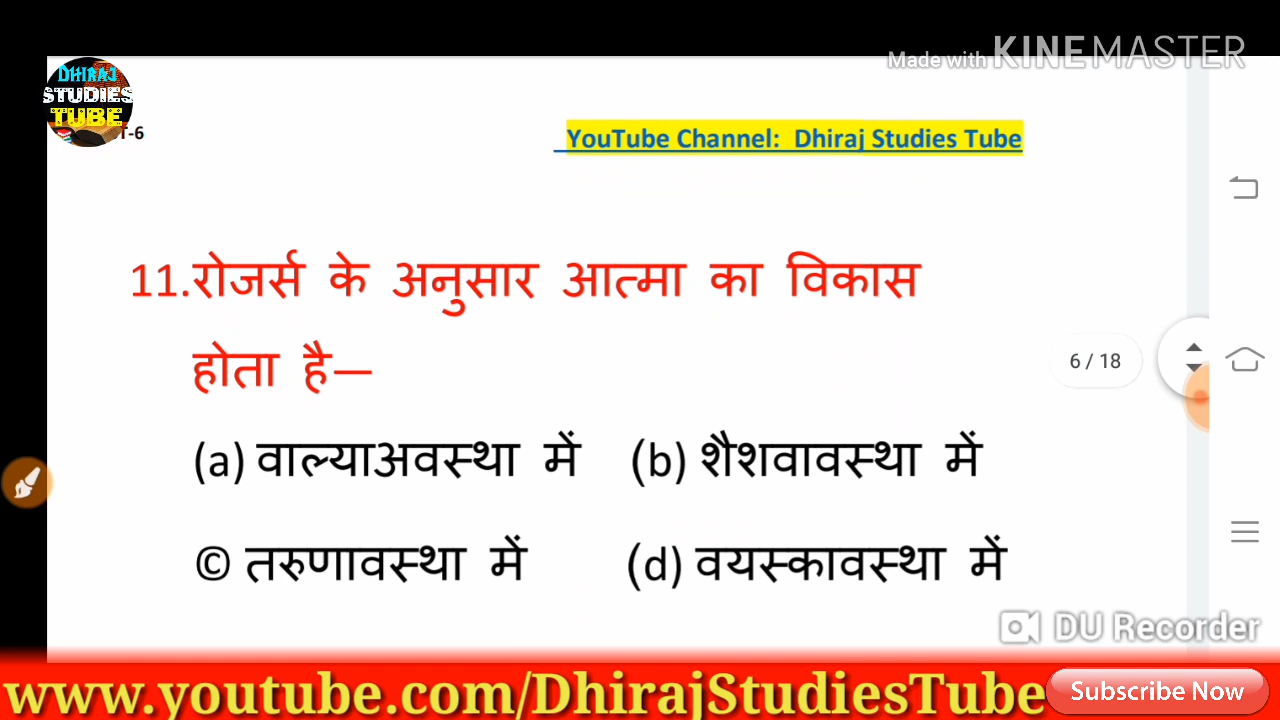 Made with KINEMASTER
DHIRAJ
STUDIES
TUBE
T-6
YouTube Channel: Dhiraj Studies Tube
11.रोजर्स के अनुसार आत्मा का विकास
होता है—
6 / 18
(a) वाल्याअवस्था में (b) शैशवावस्था में
© तरुणावस्था में (d) वयस्कावस्था में
DU Recorder
www.youtube.com/DhirajStudiesTube
Subscribe Now